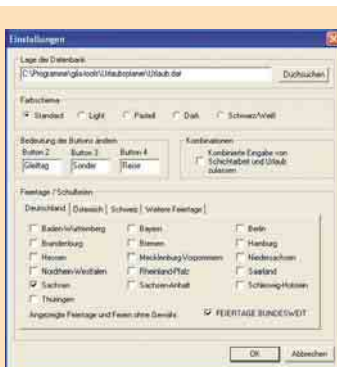 Einstellungen
Lage der Datenbank
C:\Programme\glia-tools\Urlaubsplaner\Urlaub.dat
Durchsuchen
Farbschema
Standard Light Pastell Dark Schwarz/Weiß
Bedeutung der Buttons ändern
Button 2 Button 3 Button 4
Gleittag Sonder Reise
Kombinationen
Kombinierte Eingabe von
Schichtarbeit und Urlaub
zulassen
Feiertage / Schulferien
Deutschland Österreich Schweiz Weitere Feiertage
Baden-Württemberg Bayern Berlin
Brandenburg Bremen Hamburg
Hessen Mecklenburg-Vorpommern Niedersachsen
Nordrhein-Westfalen Rheinland-Pfalz Saarland
Sachsen Sachsen-Anhalt Schleswig-Holstein
Thüringen
Angezeigte Feiertage und Ferien ohne Gewähr. FEIERTAGE BUNDESWEIT
OK Abbrechen